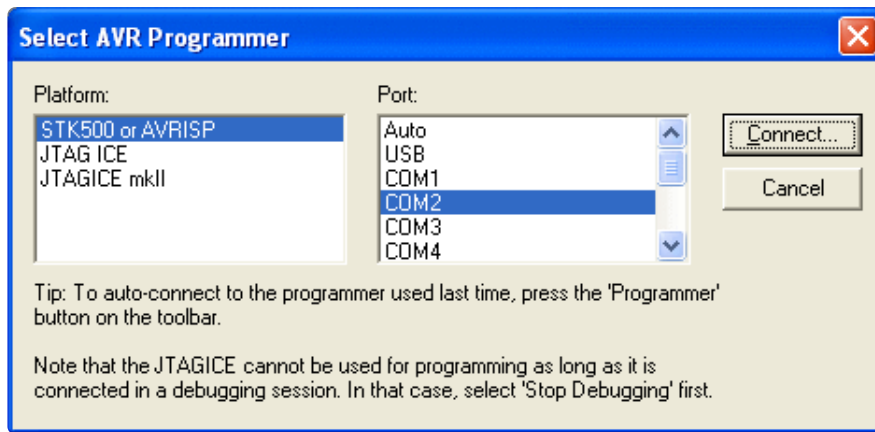 Select AVR Programmer
Platform:
STK500 or AVRISP
JTAG ICE
JTAGICE mkII
Port:
Auto
USB
COM1
COM2
COM3
COM4
Connect...
Cancel
Tip: To auto-connect to the programmer used last time, press the 'Programmer'
button on the toolbar.
Note that the JTAGICE cannot be used for programming as long as it is
connected in a debugging session. In that case, select 'Stop Debugging' first.